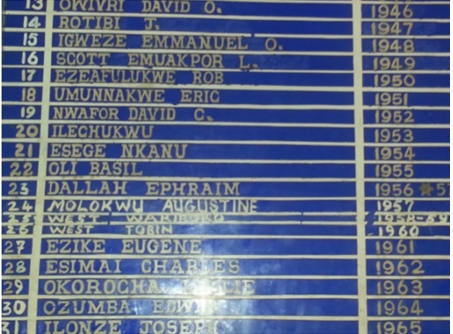 13 OWIVRI DAVID O. 1946
14 ROTIBI J. 1947
15 IGWEZE EMMANUEL O. 1948
16 SCOTT EMUAKPOR L. 1949
17 EZEAFULUKWE ROB 1950
18 UMUNNAKWE ERIC 1951
19 NWAFOR DAVID C. 1952
20 ILECHUKWU 1953
21 ESEGE NKANU 1954
22 OLI BASIL 1955
23 DALLAH EPHRAIM 1956
24 MOLOKWU AUGUSTINE 1957
25 WEST
26 WEST TOBIN 1960
27 EZIKE EUGENE 1961
28 ESIMAI CHARLES 1962
29 OKOROCHA 1963
30 OZUMBA 1964
31 ILONZE JOSEPH 1965